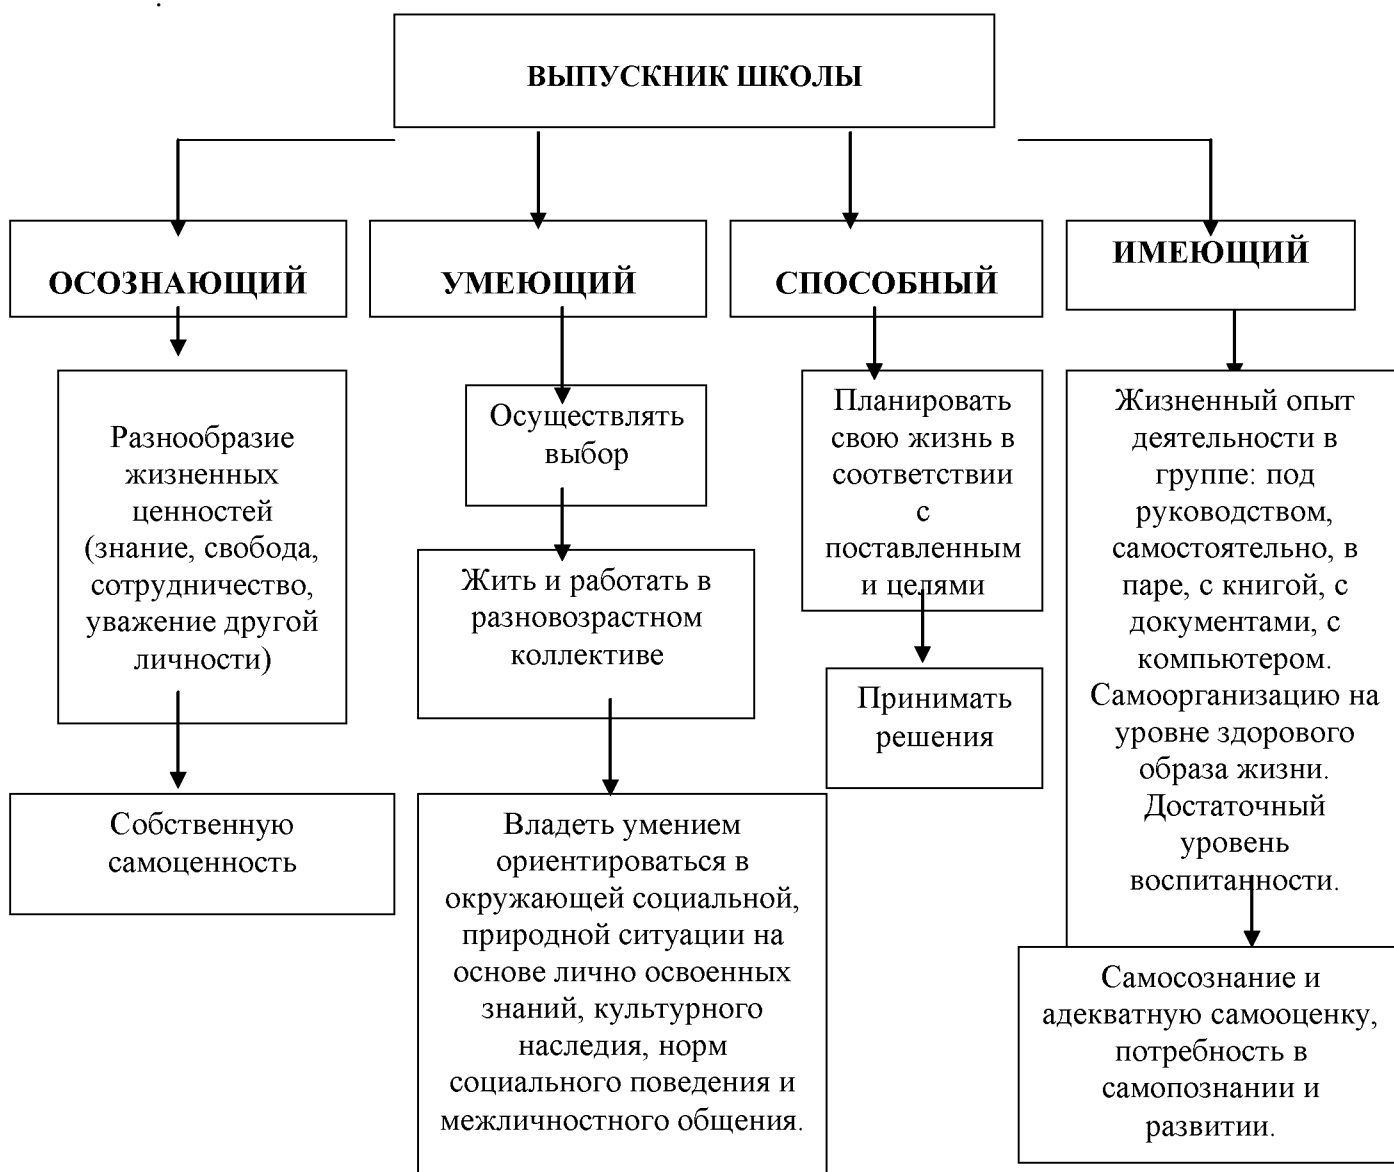 ВЫПУСКНИК ШКОЛЫ
ОСОЗНАЮЩИЙ
Разнообразие
жизненных
ценностей
(знание, свобода,
сотрудничество,
уважение другой
личности)
Собственную
самоценность
УМЕЮЩИЙ
Осуществлять
выбор
Жить и работать в
разновозрастном
коллективе
Владеть умением
ориентироваться в
окружающей социальной,
природной ситуации на
основе лично освоенных
знаний, культурного
наследия, норм
социального поведения и
межличностного общения.
СПОСОБНЫЙ
Планировать
свою жизнь в
соответствии
с
поставленным
и целями
Принимать
решения
ИМЕЮЩИЙ
Жизненный опыт
деятельности в
группе: под
руководством,
самостоятельно, в
паре, с книгой, с
документами, с
компьютером.
Самоорганизацию на
уровне здорового
образа жизни.
Достаточный
уровень
воспитанности.
Самосознание и
адекватную самооценку,
потребность в
самопознании и
развитии.